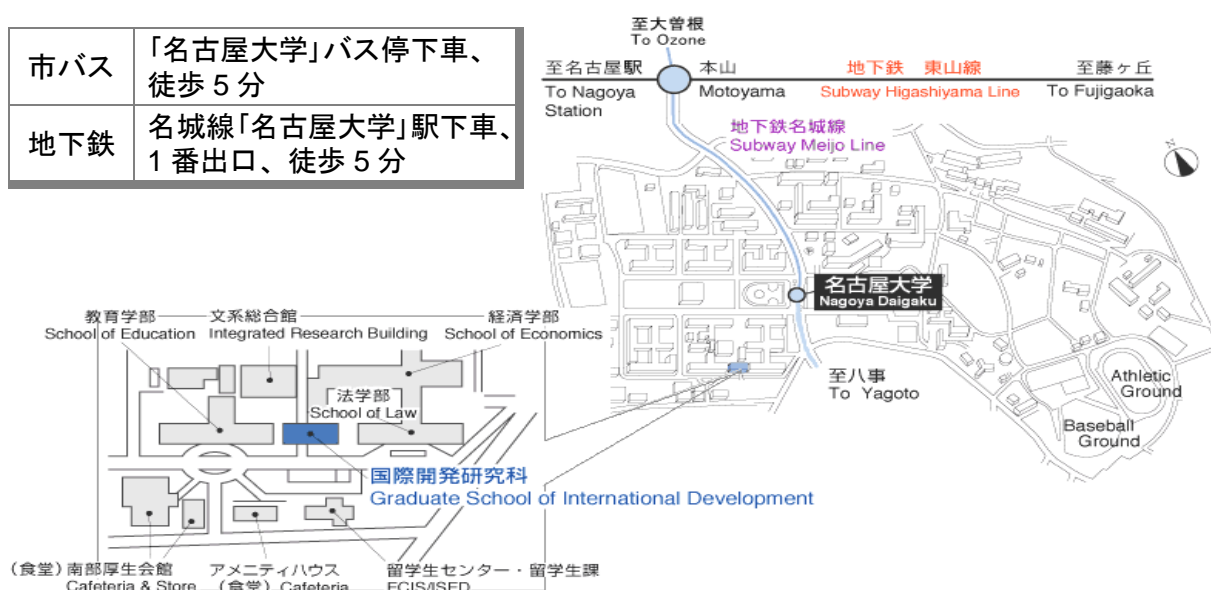 市バス
「名古屋大学」バス停下車、
徒歩 5 分
地下鉄
名城線「名古屋大学」駅下車、
1 番出口、徒歩 5 分
至大曽根
To Ozone
至名古屋駅
To Nagoya
Station
本山
Motoyama
地下鉄 東山線
Subway Higashiyama Line
至藤ヶ丘
To Fujigaoka
地下鉄名城線
Subway Meijo Line
N
名古屋大学
Nagoya Daigaku
至八事
To Yagoto
Athletic
Ground
Baseball
Ground
教育学部
School of Education
文系総合館
Integrated Research Building
経済学部
School of Economics
法学部
School of Law
国際開発研究科
Graduate School of International Development
(食堂) 南部厚生会館
Cafeteria & Store
アメニティハウス
(食堂) Cafeteria
留学生センター・留学生課
ECIS/ISED